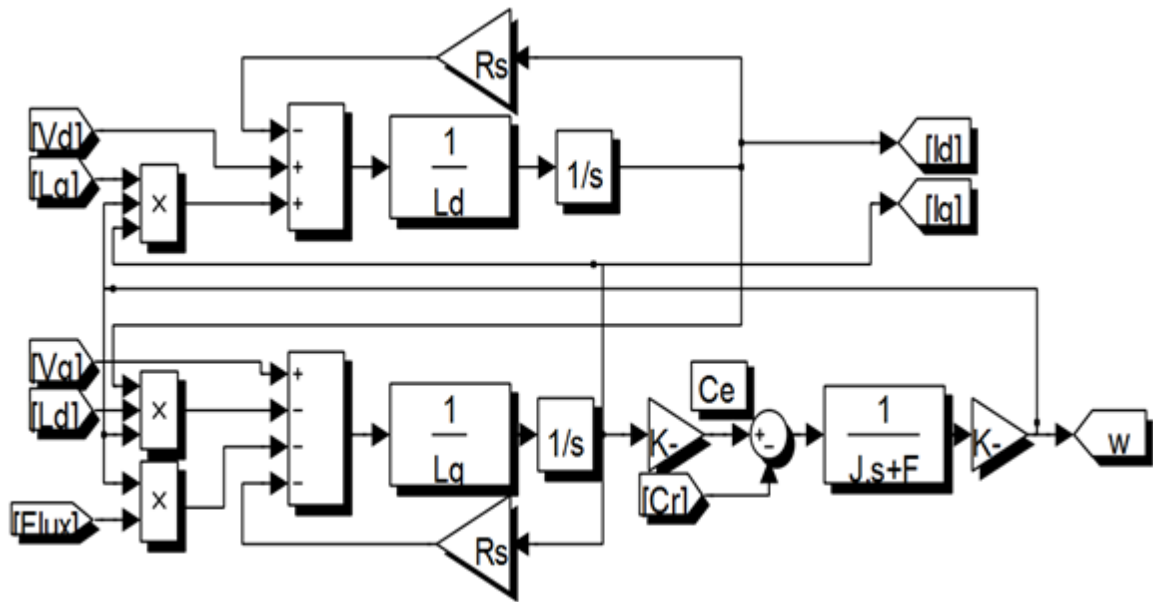 Rs
[Vd]
[Lq]
×
−
+
+
1
Ld
1/s
[Id]
[Iq]
[Vq]
[Ld]
×
×
[Flux]
+
−
−
−
1
Lq
1/s
Rs
K-
Ce
+
−
[Cr]
1
J.s+F
K-
w